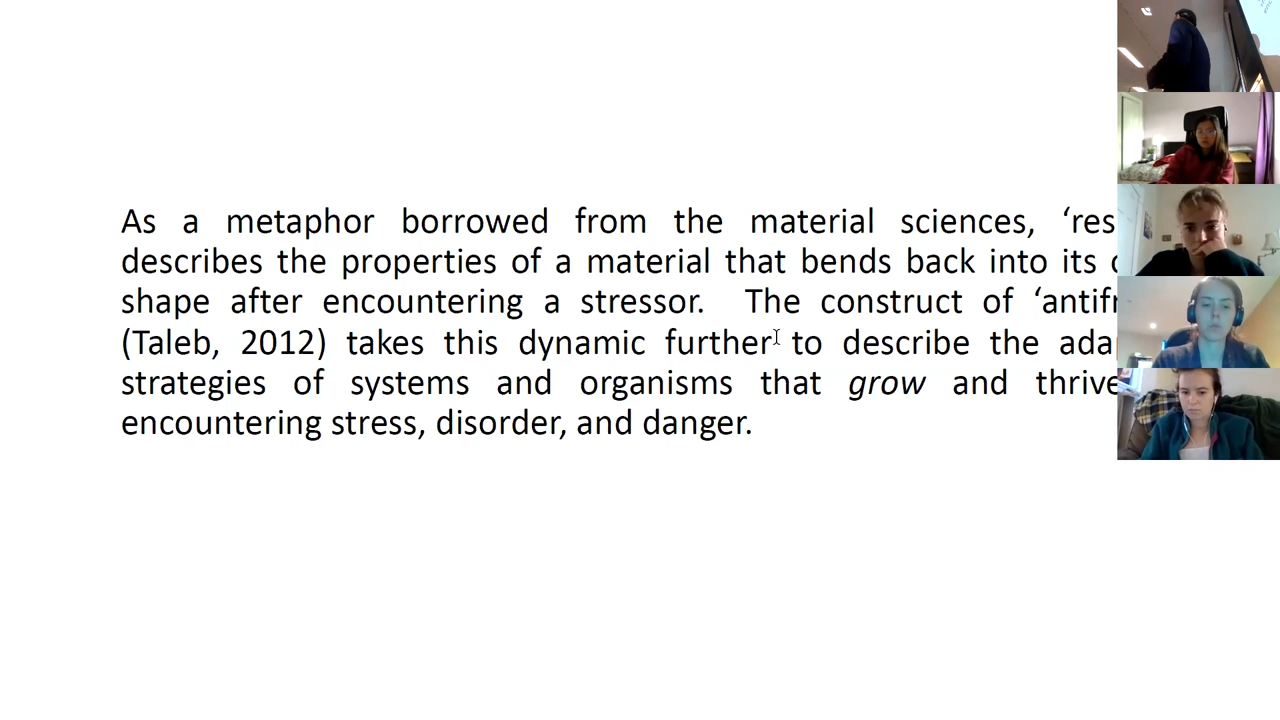 As a metaphor borrowed from the material sciences, ‘res
describes the properties of a material that bends back into its
shape after encountering a stressor. The construct of ‘antifr
(Taleb, 2012) takes this dynamic further to describe the ada
strategies of systems and organisms that grow and thrive
encountering stress, disorder, and danger.